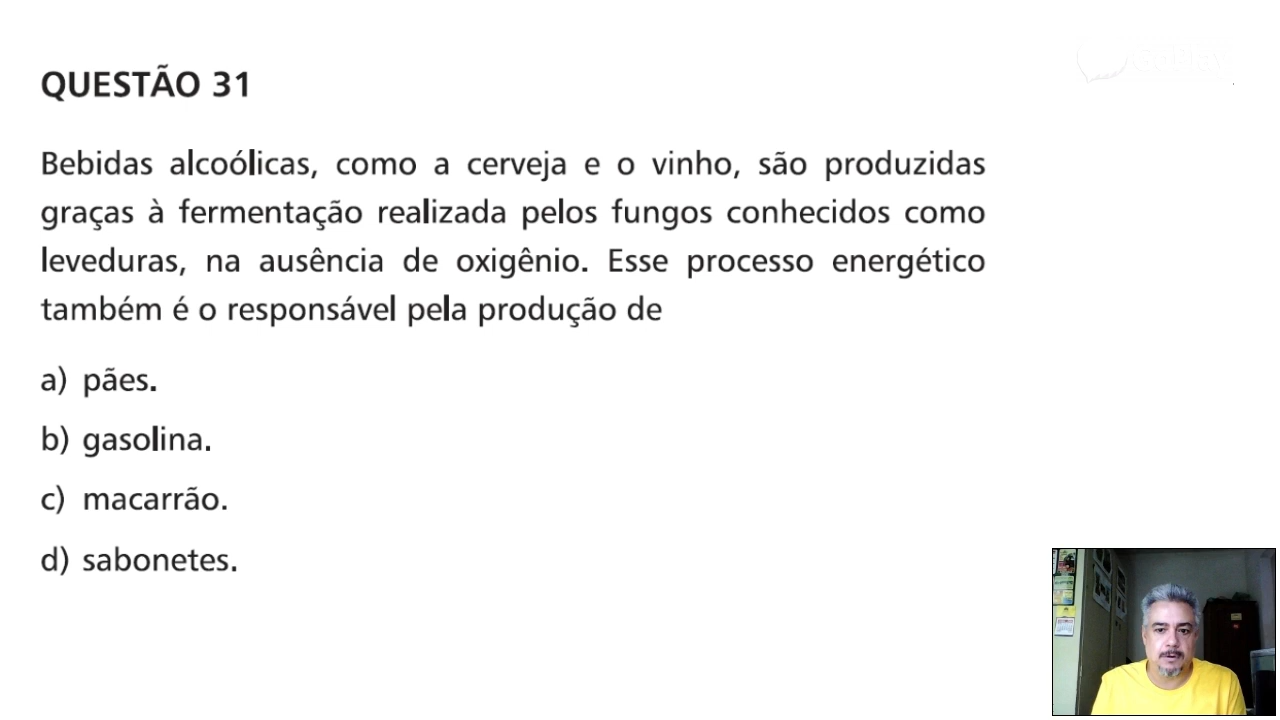 QUESTÃO 31
Bebidas alcoólicas, como a cerveja e o vinho, são produzidas
graças à fermentação realizada pelos fungos conhecidos como
leveduras, na ausência de oxigênio. Esse processo energético
também é o responsável pela produção de
a) pães.
b) gasolina.
c) macarrão.
d) sabonetes.